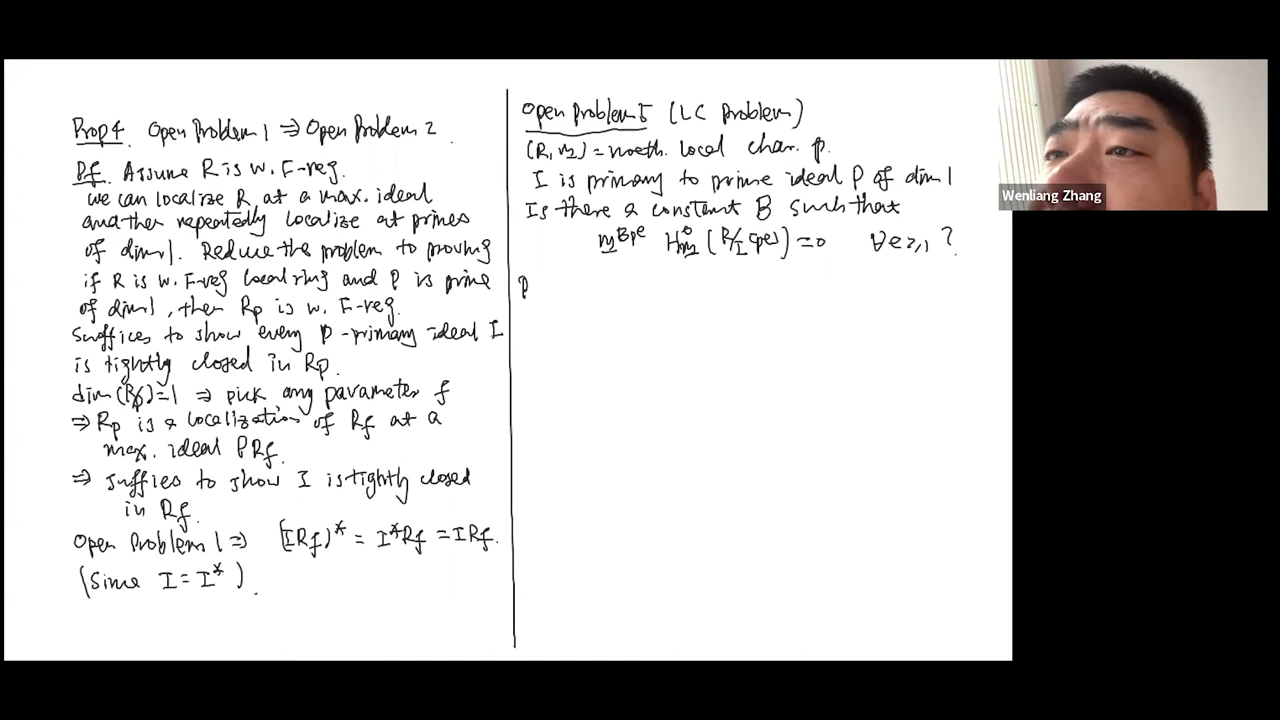 Prop 4. Open Problem 1 ⇒ Open Problem 2.
Pf. Assume R is w. F-reg.
we can localize R at a max. ideal
and then repeatedly localize at primes
of dim 1. Reduce the problem to proving
if R is w. F-reg local ring and P is prime
of dim 1, then Rp is w. F-reg.
Suffices to show every P-primary ideal I
is tightly closed in Rp.
dim(R/p)=1 ⇒ pick any parameter f
⇒ Rp is a localization of Rf at a
max. ideal PRf.
⇒ suffies to show I is tightly closed
in Rf.
Open Problem 1 ⇒ (IRf)* = I*Rf = IRf.
(Since I = I*).
Open Problem 5 (LC Problem)
(R, m) = noeth. local char. p.
I is primary to prime ideal P of dim 1
Is there a constant B such that
m^{Bp^e} H^0_m (R/I^{[p^e]}) = 0 ∀ e ≥ 1 ?
P
Wenliang Zhang